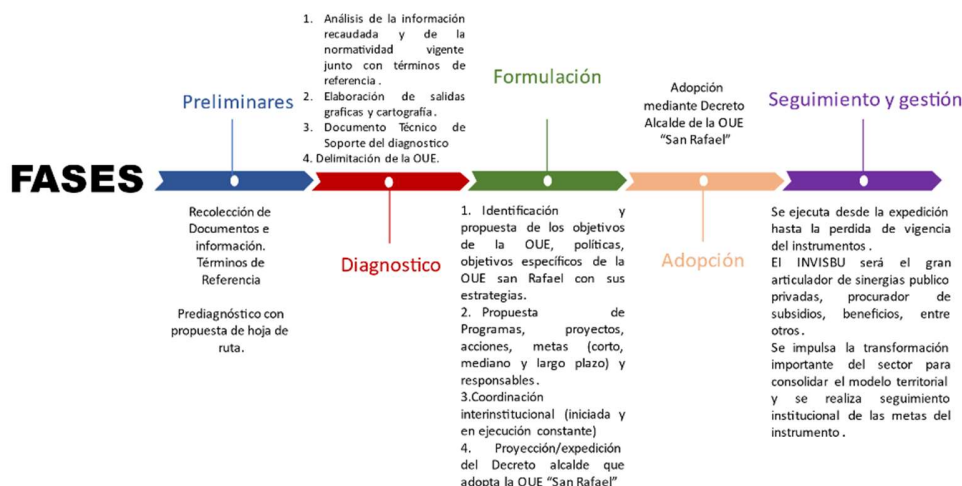 FASES
Preliminares
Recolección de
Documentos e
información.
Términos de
Referencia
Prediagnóstico con
propuesta de hoja de
ruta.
1. Análisis de la información
recaudada y de la
normatividad vigente
junto con términos de
referencia .
2. Elaboración de salidas
graficas y cartografía .
3. Documento Técnico de
Soporte del diagnostico
4. Delimitación de la OUE.
Diagnostico
Formulación
1. Identificación y
propuesta de los objetivos
de la OUE, políticas,
objetivos específicos de la
OUE san Rafael con sus
estrategias.
2. Propuesta de
Programas, proyectos,
acciones, metas (corto,
mediano y largo plazo) y
responsables .
3.Coordinación
interinstitucional (iniciada y
en ejecución constante)
4. Proyección/expedición
del Decreto alcalde que
adopta la OUE “San Rafael”
Adopción
mediante Decreto
Alcalde de la OUE
“San Rafael”
Adopción
Seguimiento y gestión
Se ejecuta desde la expedición
hasta la perdida de vigencia
del instrumentos .
El INVISBU será el gran
articulador de sinergias publico
privadas, procurador de
subsidios, beneficios, entre
otros .
Se impulsa la transformación
importante del sector para
consolidar el modelo territorial
y se realiza seguimiento
institucional de las metas del
instrumento .